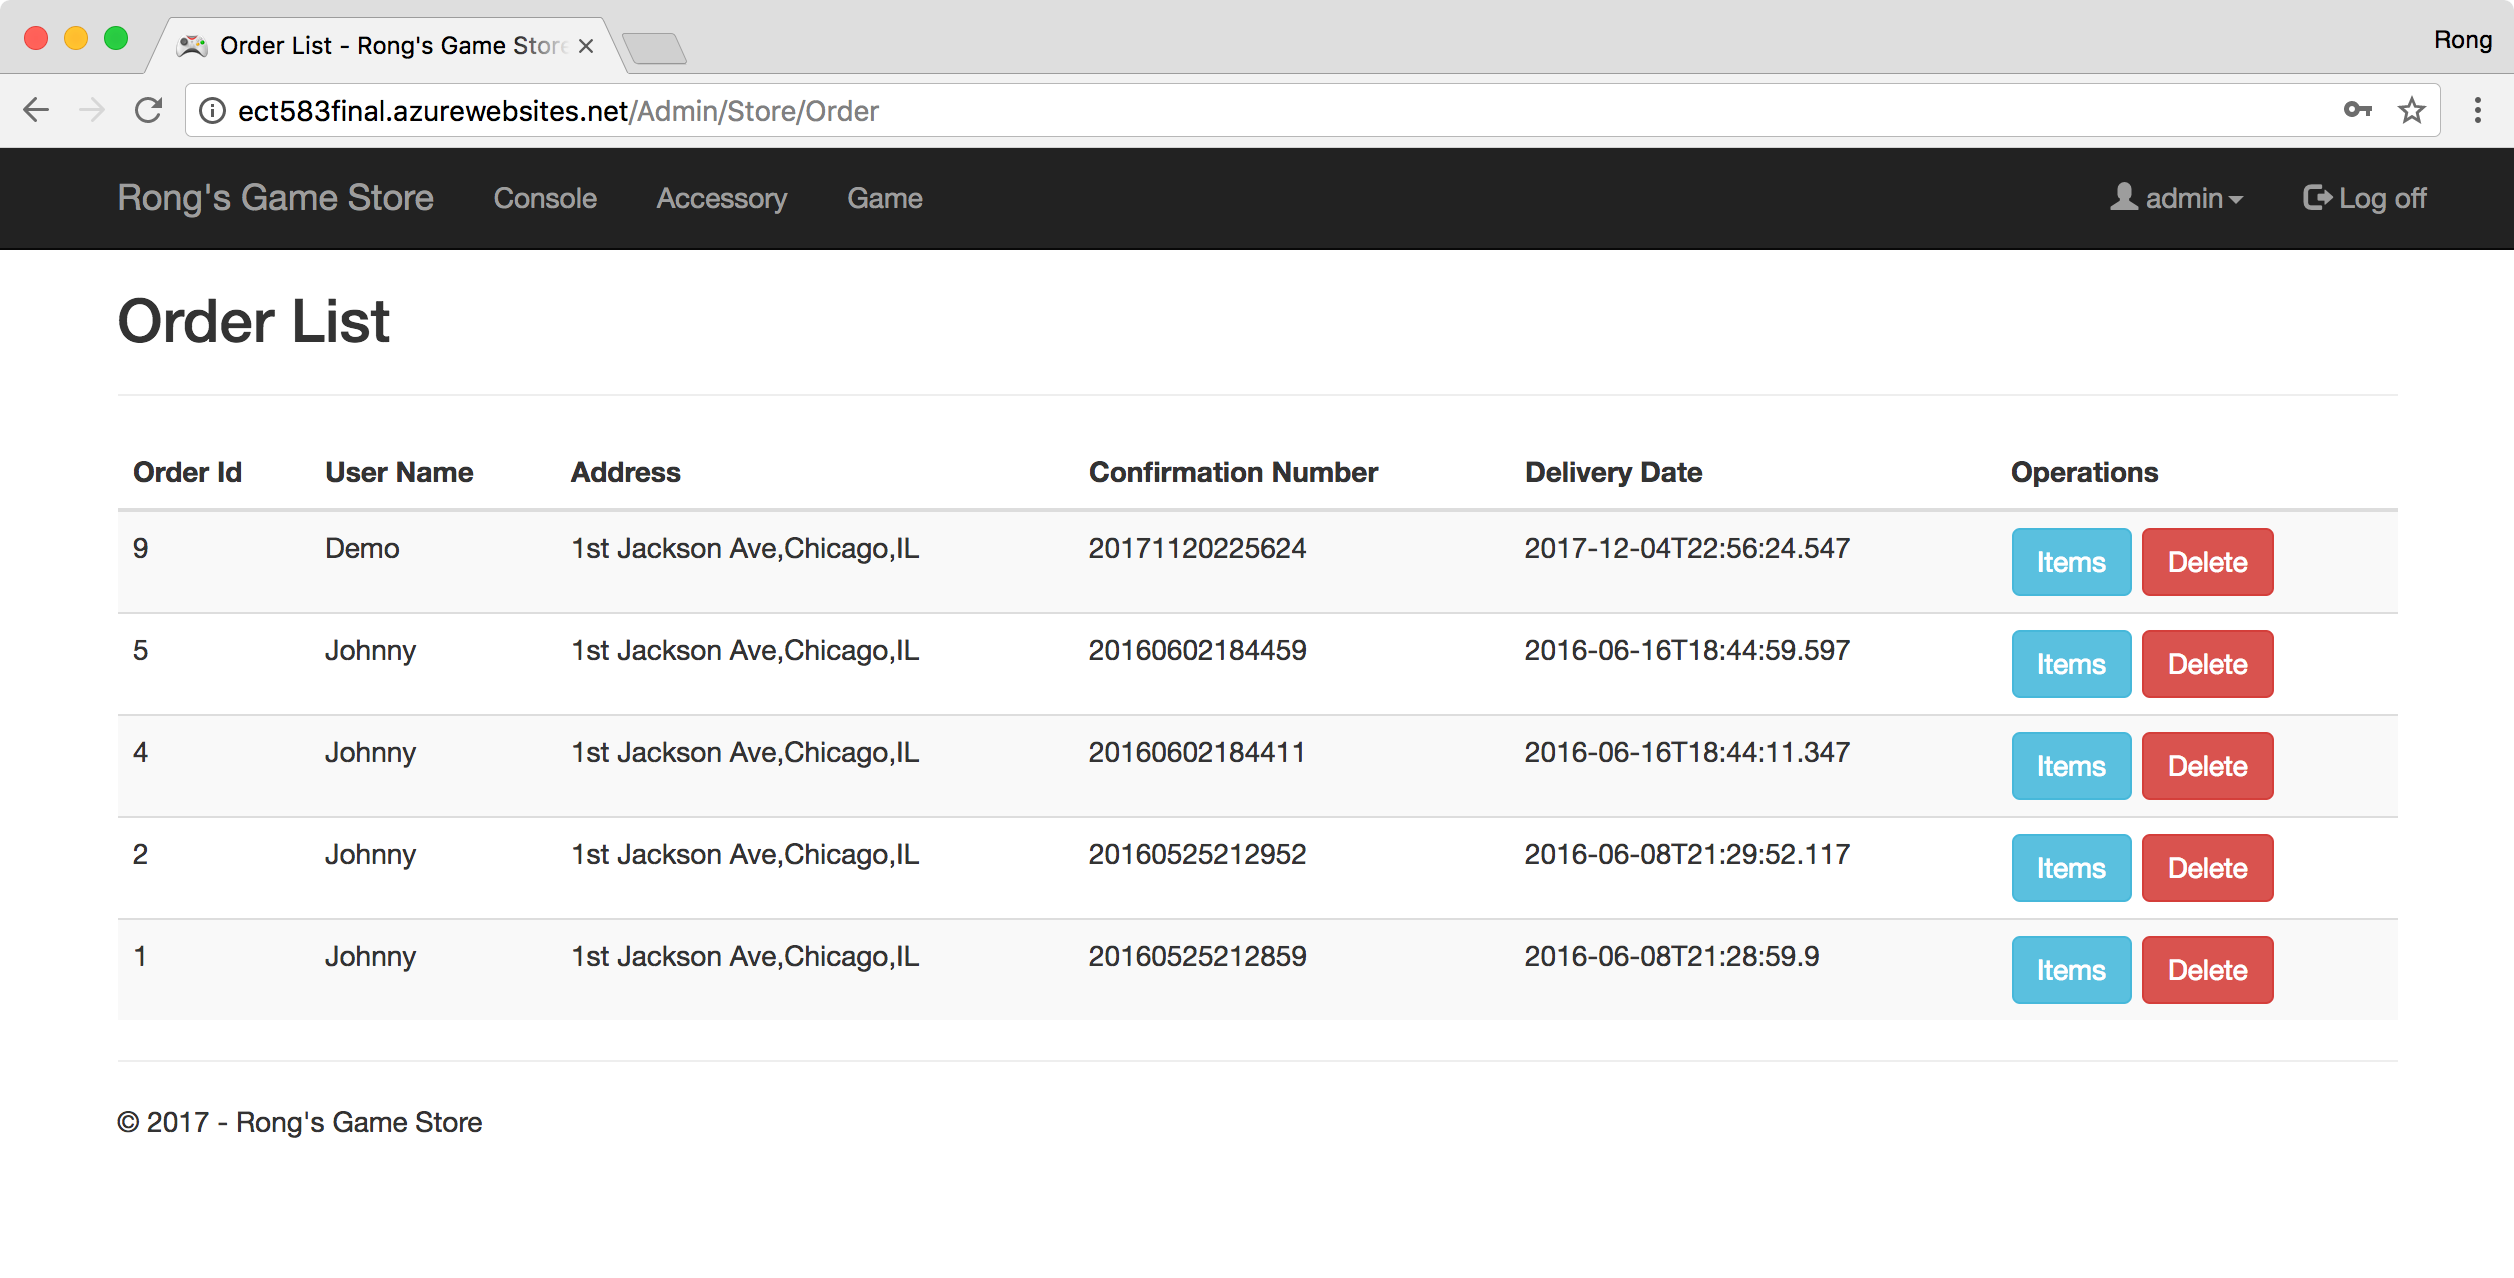 Order List - Rong's Game Store
Rong
ect583final.azurewebsites.net/Admin/Store/Order
Rong's Game Store Console Accessory Game admin Log off
Order List
Order Id User Name Address Confirmation Number Delivery Date Operations
9 Demo 1st Jackson Ave,Chicago,IL 20171120225624 2017-12-04T22:56:24.547 Items Delete
5 Johnny 1st Jackson Ave,Chicago,IL 20160602184459 2016-06-16T18:44:59.597 Items Delete
4 Johnny 1st Jackson Ave,Chicago,IL 20160602184411 2016-06-16T18:44:11.347 Items Delete
2 Johnny 1st Jackson Ave,Chicago,IL 20160525212952 2016-06-08T21:29:52.117 Items Delete
1 Johnny 1st Jackson Ave,Chicago,IL 20160525212859 2016-06-08T21:28:59.9 Items Delete
© 2017 - Rong's Game Store